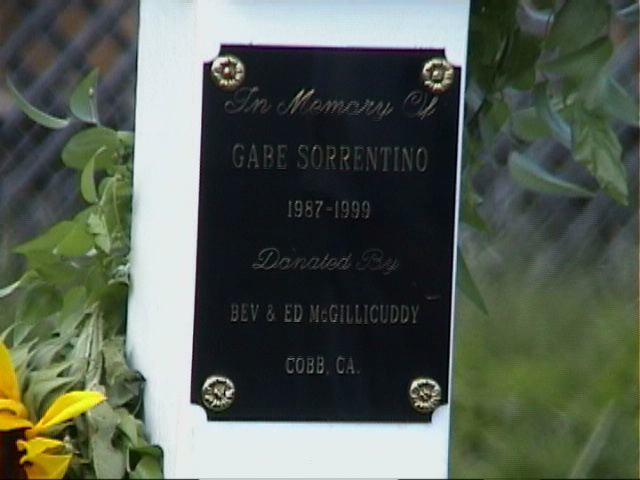 In Memory Of
GABE SORRENTINO
1987-1999
Donated By
BEV & ED McGILLICUDDY
COBB, CA.